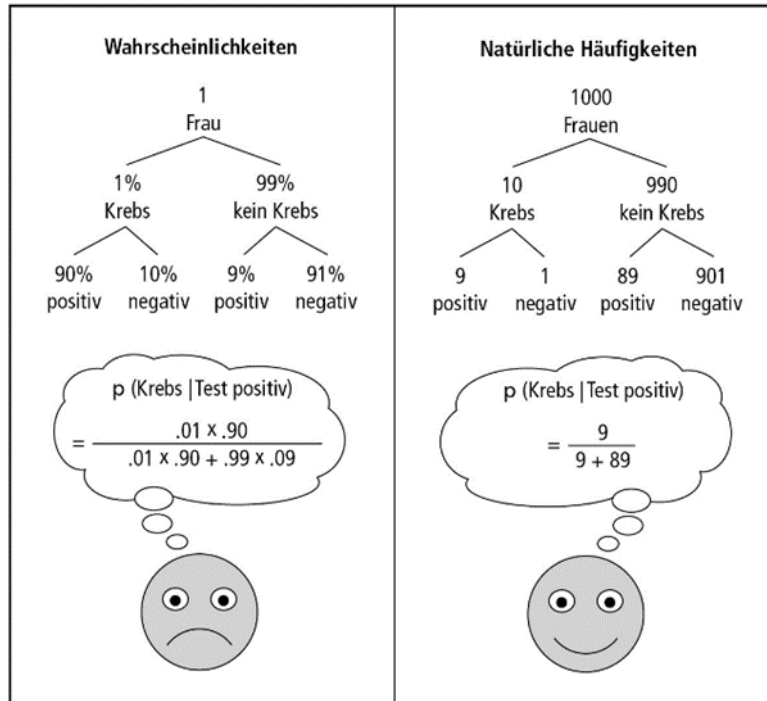 Wahrscheinlichkeiten
1
Frau
1% 99%
Krebs kein Krebs
90% 10% 9% 91%
positiv negativ positiv negativ
p (Krebs | Test positiv)
.01 x .90
=
.01 x .90 + .99 x .09
Natürliche Häufigkeiten
1000
Frauen
10 990
Krebs kein Krebs
9 1 89 901
positiv negativ positiv negativ
p (Krebs | Test positiv)
9
=
9 + 89